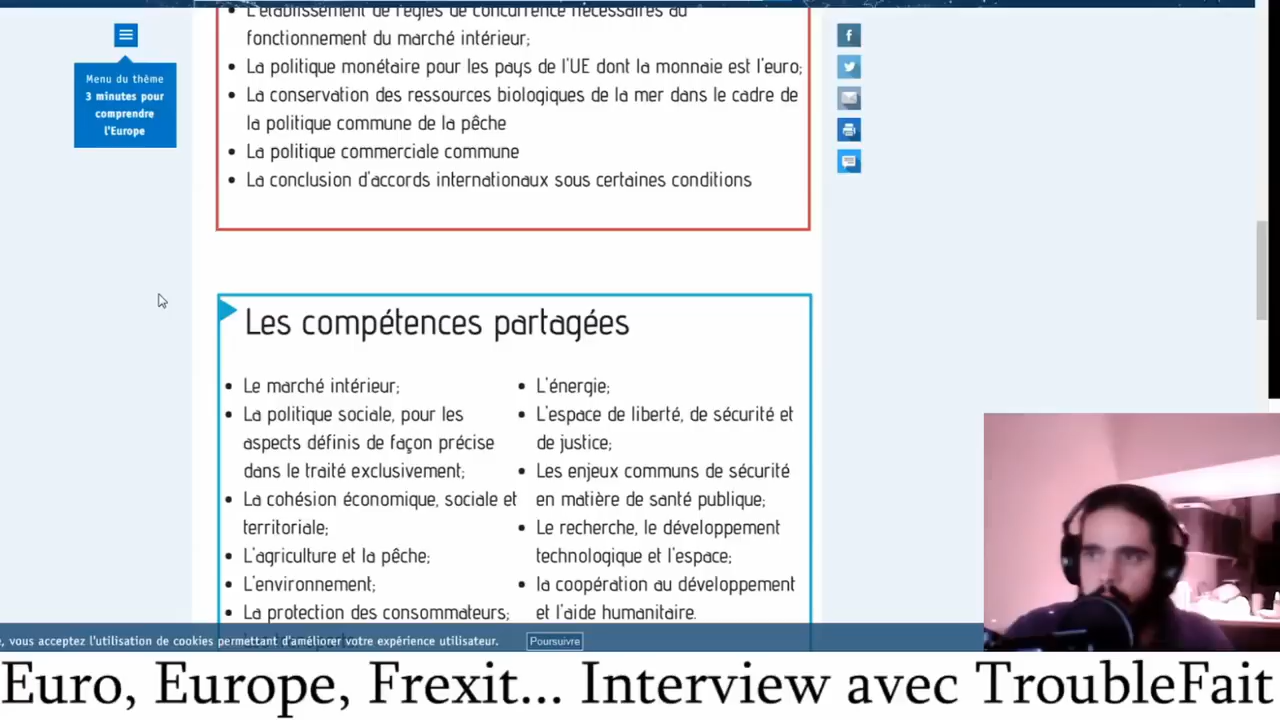 L'établissement de règles de concurrence nécessaires au
fonctionnement du marché intérieur;
La politique monétaire pour les pays de l'UE dont la monnaie est l'euro;
La conservation des ressources biologiques de la mer dans le cadre de
la politique commune de la pêche
La politique commerciale commune
La conclusion d'accords internationaux sous certaines conditions
Menu du thème
3 minutes pour
comprendre
l'Europe
Les compétences partagées
Le marché intérieur;
La politique sociale, pour les
aspects définis de façon précise
dans le traité exclusivement;
La cohésion économique, sociale et
territoriale;
L'agriculture et la pêche;
L'environnement;
La protection des consommateurs;
L'énergie;
L'espace de liberté, de sécurité et
de justice;
Les enjeux communs de sécurité
en matière de santé publique;
Le recherche, le développement
technologique et l'espace;
la coopération au développement
et l'aide humanitaire.
, vous acceptez l'utilisation de cookies permettant d'améliorer votre expérience utilisateur.
Poursuivre
Euro, Europe, Frexit... Interview avec TroubleFait